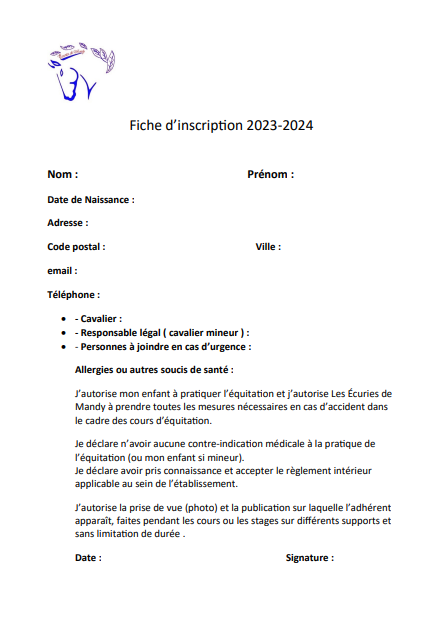 Fiche d’inscription 2023-2024
Nom : Prénom :
Date de Naissance :
Adresse :
Code postal : Ville :
email :
Téléphone :
• - Cavalier :
• - Responsable légal ( cavalier mineur ) :
• - Personnes à joindre en cas d’urgence :
Allergies ou autres soucis de santé :
J’autorise mon enfant à pratiquer l’équitation et j’autorise Les Écuries de
Mandy à prendre toutes les mesures nécessaires en cas d’accident dans
le cadre des cours d’équitation.
Je déclare n’avoir aucune contre-indication médicale à la pratique de
l’équitation (ou mon enfant si mineur).
Je déclare avoir pris connaissance et accepter le règlement intérieur
applicable au sein de l’établissement.
J’autorise la prise de vue (photo) et la publication sur laquelle l’adhérent
apparaît, faites pendant les cours ou les stages sur différents supports et
sans limitation de durée .
Date : Signature :